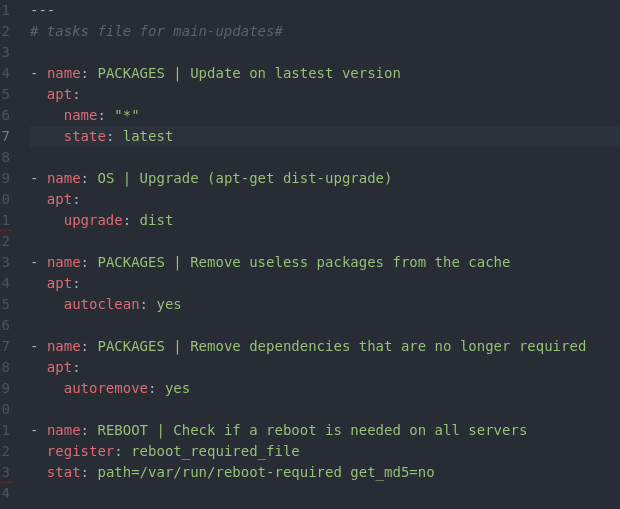 1 ---
2 # tasks file for main-updates#
3
4 - name: PACKAGES | Update on lastest version
5   apt:
6     name: "*"
7     state: latest
8
9 - name: OS | Upgrade (apt-get dist-upgrade)
0   apt:
1     upgrade: dist
2
3 - name: PACKAGES | Remove useless packages from the cache
4   apt:
5     autoclean: yes
6
7 - name: PACKAGES | Remove dependencies that are no longer required
8   apt:
9     autoremove: yes
0
1 - name: REBOOT | Check if a reboot is needed on all servers
2   register: reboot_required_file
3   stat: path=/var/run/reboot-required get_md5=no
4